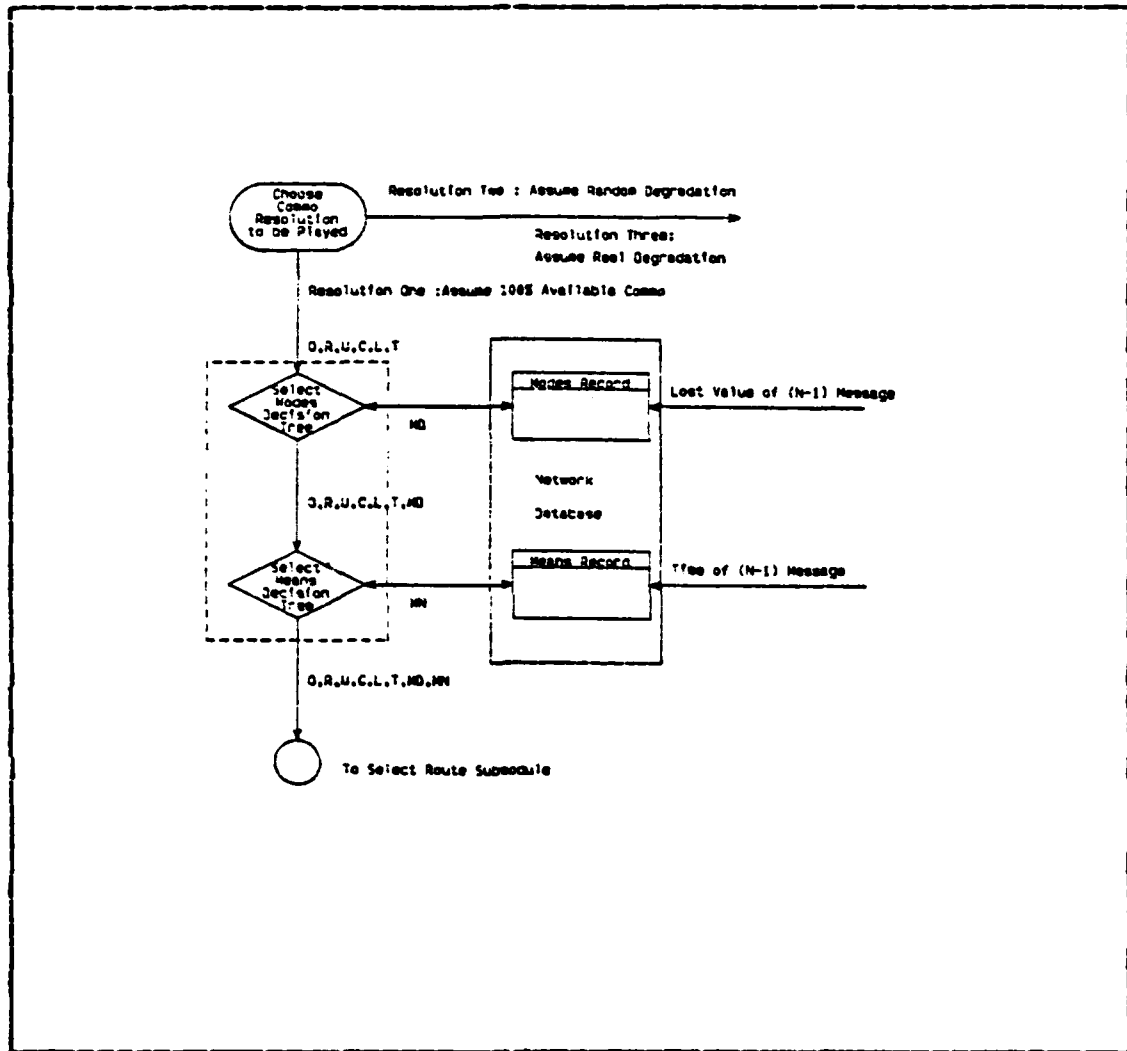 Choose
Commo
Resolution
to be Played
Resolution Two : Assume Random Degradation
Resolution Three:
Assume Real Degradation
Resolution One :Assume 100% Available Commo
O,R,U,C,L,T
Select
Modes
Decision
Tree
MD
Modes Record
Lost Value of (N-1) Message
Network
Database
O,R,U,C,L,T,MD
Select
Means
Decision
Tree
MN
Means Record
Time of (N-1) Message
O,R,U,C,L,T,MD,MN
To Select Route Submodule